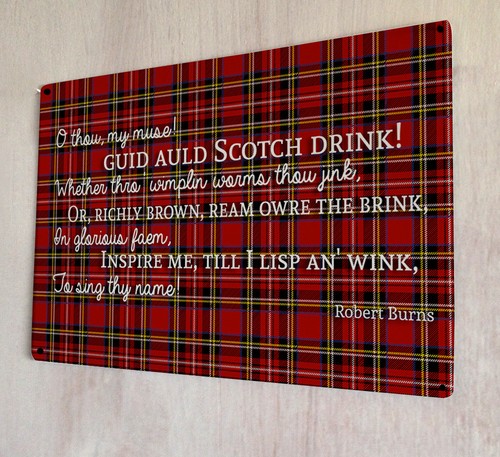 O thou, my muse!
GUID AULD SCOTCH DRINK!
Whether thro' wimplin worms thou jink,
OR, RICHLY BROWN, REAM OWRE THE BRINK,
In glorious faem,
INSPIRE ME, TILL I LISP AN' WINK,
To sing thy name!
Robert Burns